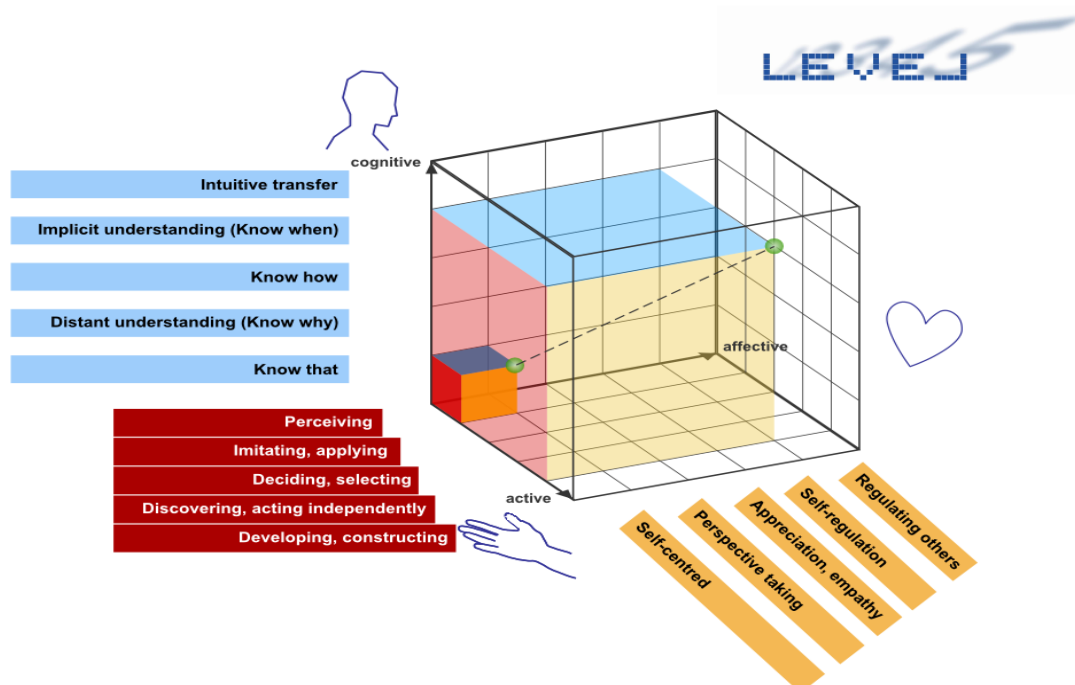 LEVEL
cognitive
Intuitive transfer
Implicit understanding (Know when)
Know how
Distant understanding (Know why)
Know that
affective
Perceiving
Imitating, applying
Deciding, selecting
Discovering, acting independently
Developing, constructing
active
Self-centred
Perspective taking
Appreciation, empathy
Self-regulation
Regulating others